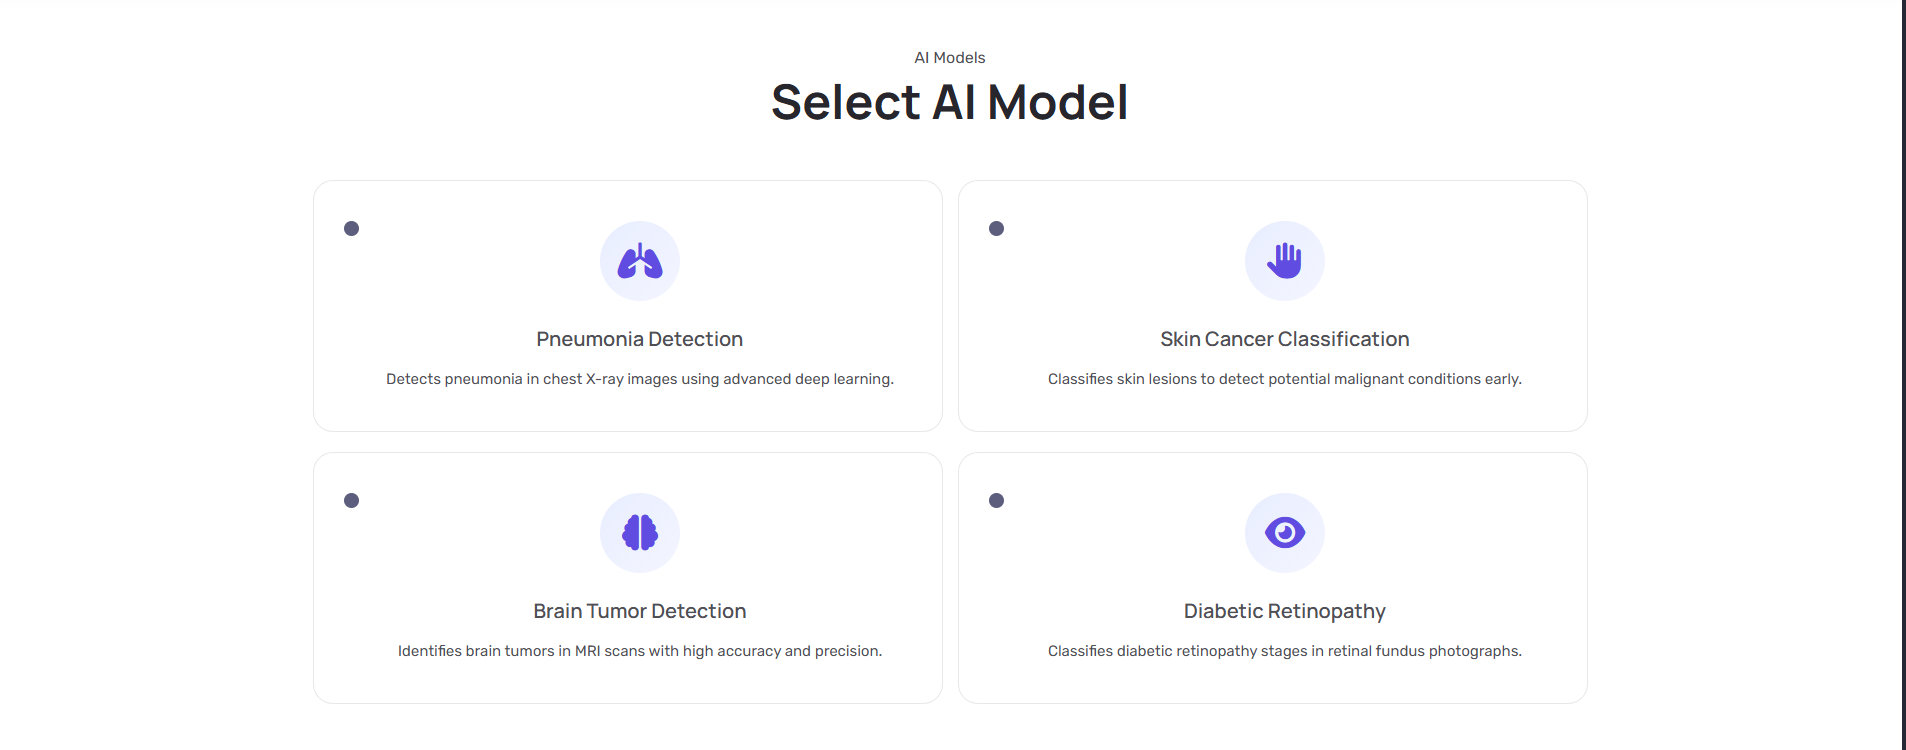 AI Models
Select AI Model
Pneumonia Detection
Detects pneumonia in chest X-ray images using advanced deep learning.
Skin Cancer Classification
Classifies skin lesions to detect potential malignant conditions early.
Brain Tumor Detection
Identifies brain tumors in MRI scans with high accuracy and precision.
Diabetic Retinopathy
Classifies diabetic retinopathy stages in retinal fundus photographs.